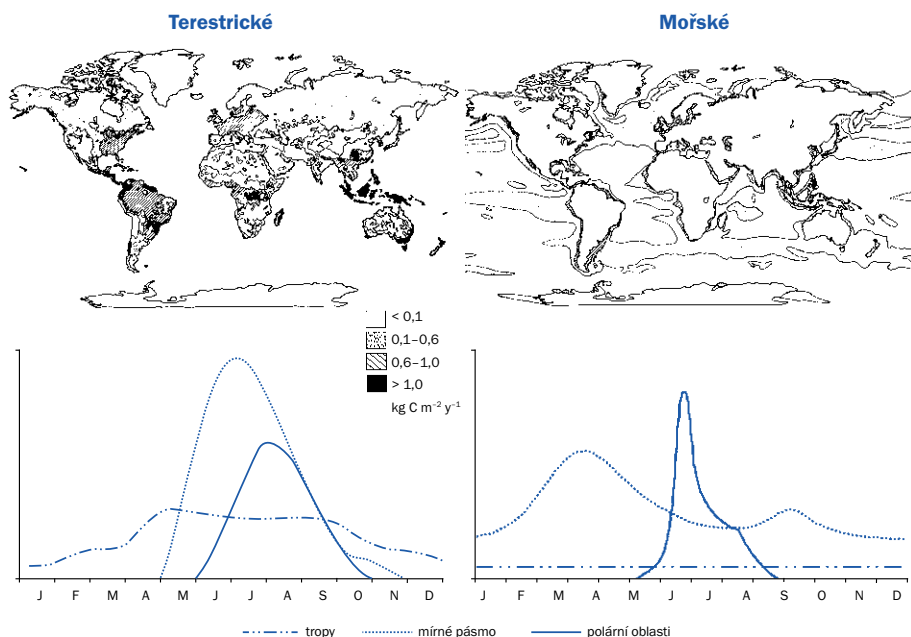 Terestrické
Mořské
< 0,1
0,1–0,6
0,6–1,0
> 1,0
kg C m⁻² y⁻¹
J F M A M J J A S O N D
J F M A M J J A S O N D
tropy mírné pásmo polární oblasti